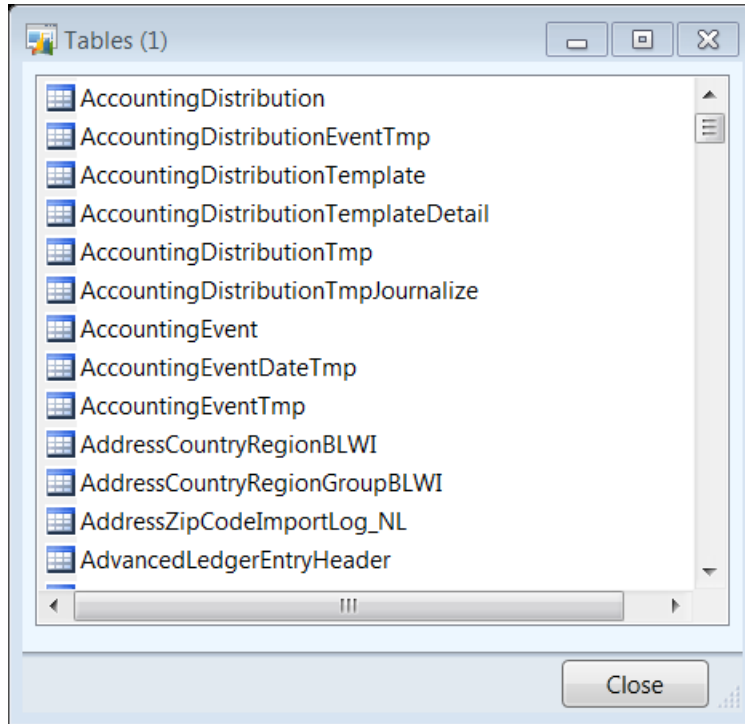 Tables (1)
AccountingDistribution
AccountingDistributionEventTmp
AccountingDistributionTemplate
AccountingDistributionTemplateDetail
AccountingDistributionTmp
AccountingDistributionTmpJournalize
AccountingEvent
AccountingEventDateTmp
AccountingEventTmp
AddressCountryRegionBLWI
AddressCountryRegionGroupBLWI
AddressZipCodeImportLog_NL
AdvancedLedgerEntryHeader
Close